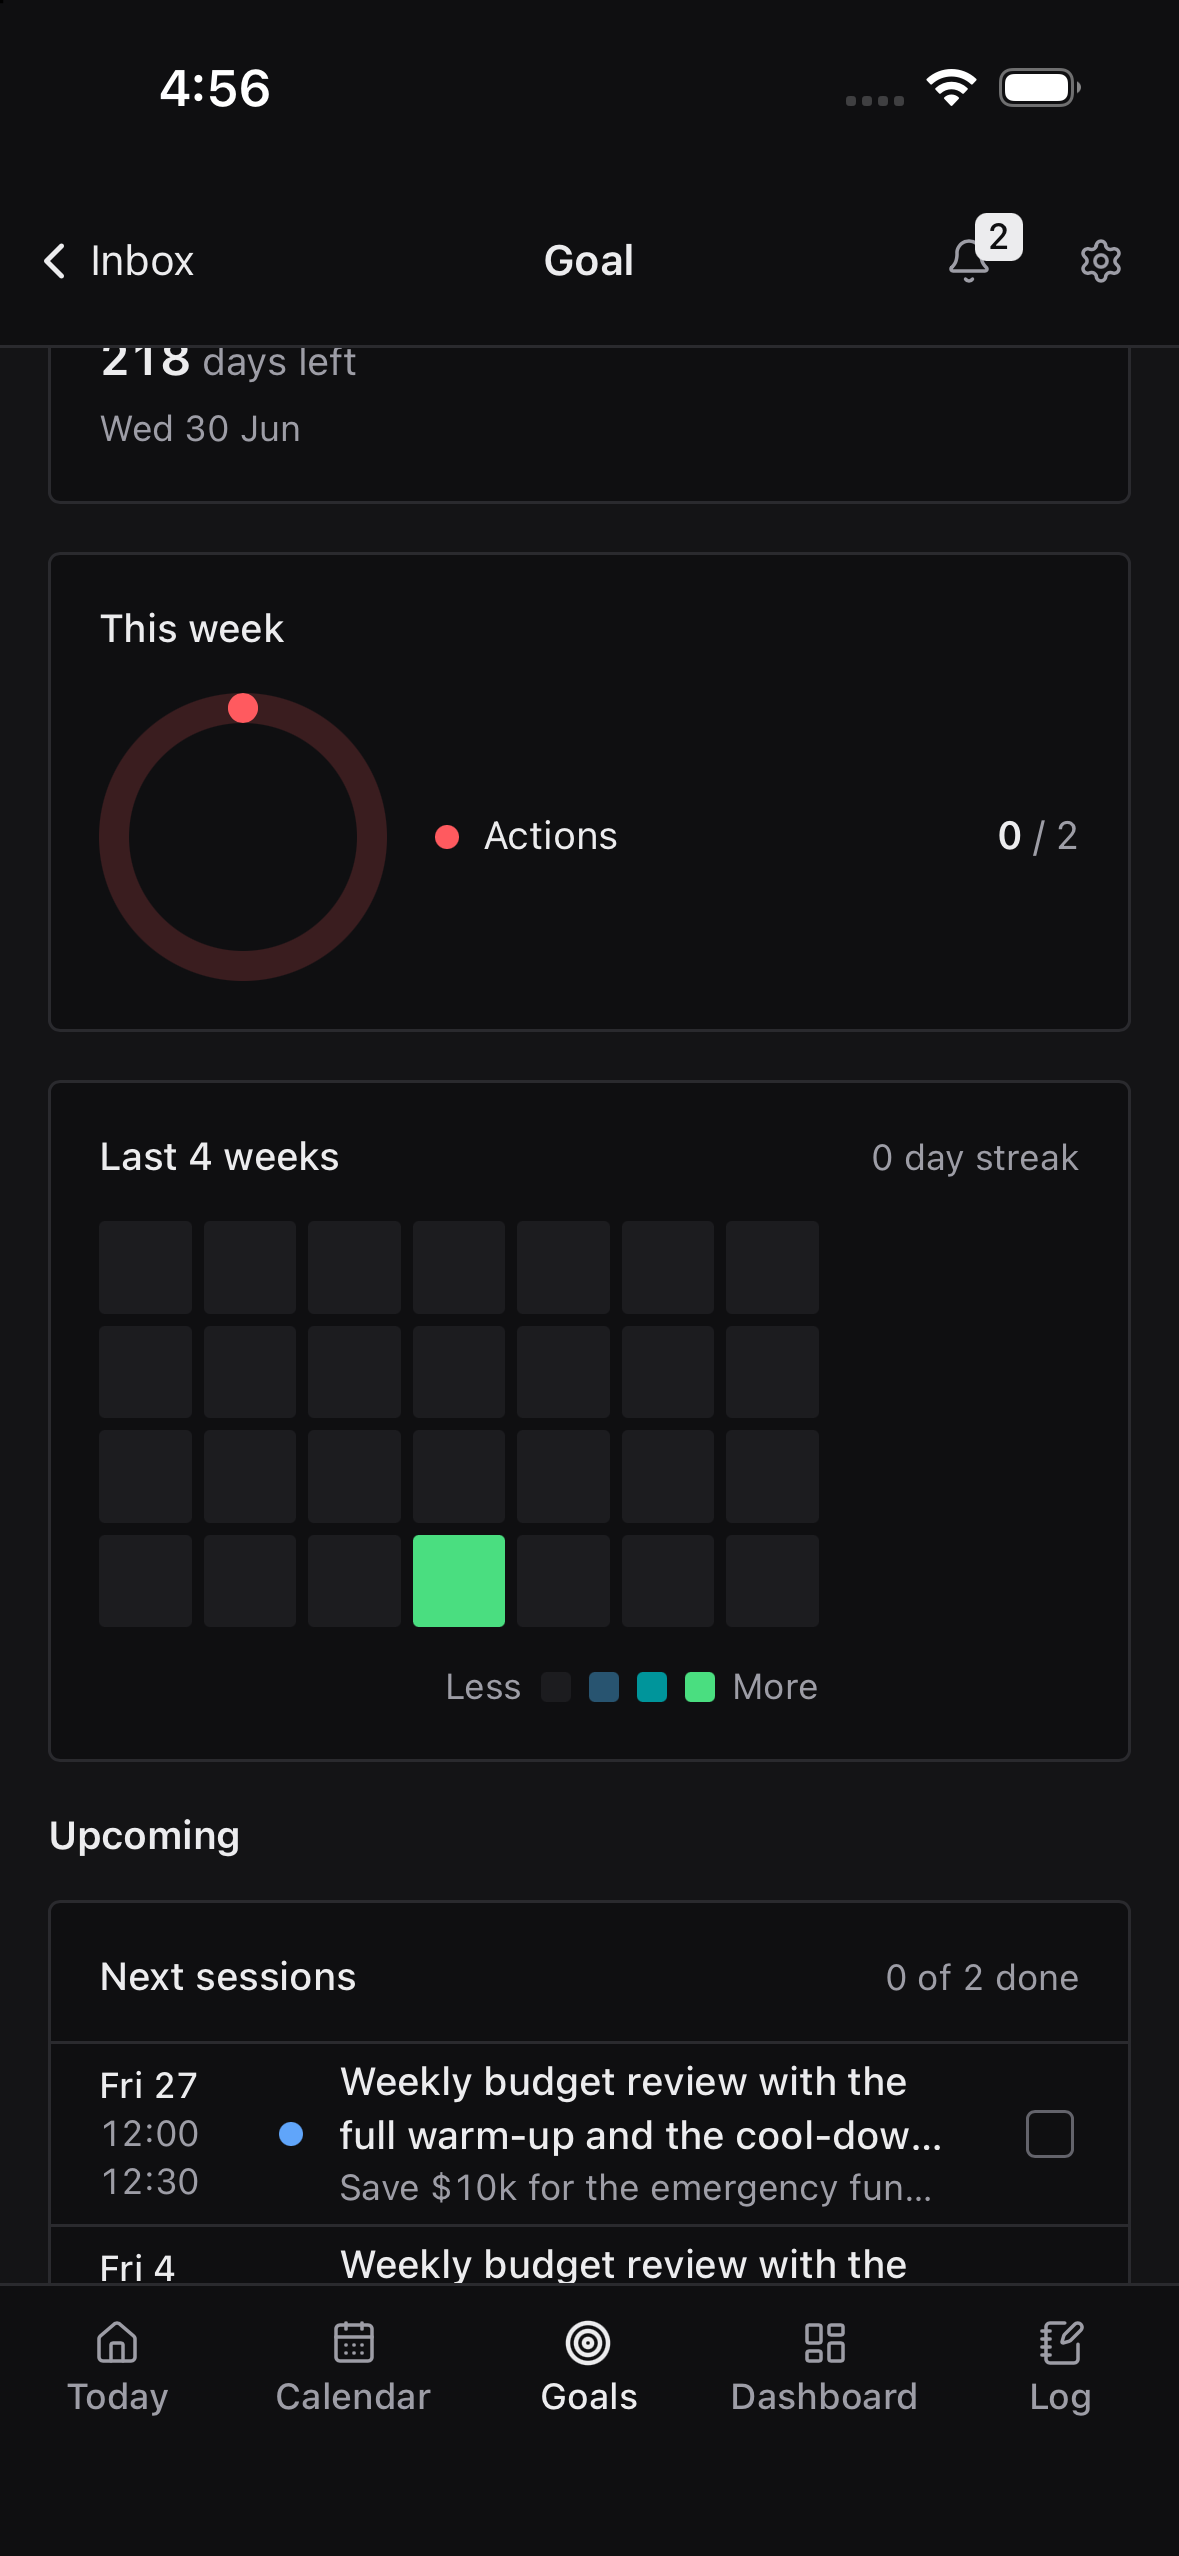 4:56
Inbox
Goal
2
218 days left
Wed 30 Jun
This week
Actions
0 / 2
Last 4 weeks
0 day streak
Less
More
Upcoming
Next sessions
0 of 2 done
Fri 27
12:00
12:30
Weekly budget review with the
full warm-up and the cool-dow...
Save $10k for the emergency fun...
Fri 4
Weekly budget review with the
Today
Calendar
Goals
Dashboard
Log